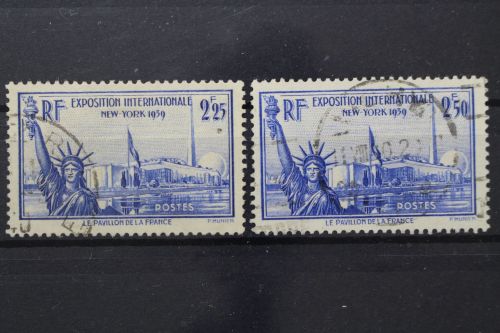 RF EXPOSITION INTERNATIONALE 2F25
NEW-YORK 1939
POSTES
LE PAVILLON DE LA FRANCE P. MUNIER
RF EXPOSITION INTERNATIONALE 2F50
NEW-YORK 1939
POSTES
LE PAVILLON DE LA FRANCE P. MUNIER